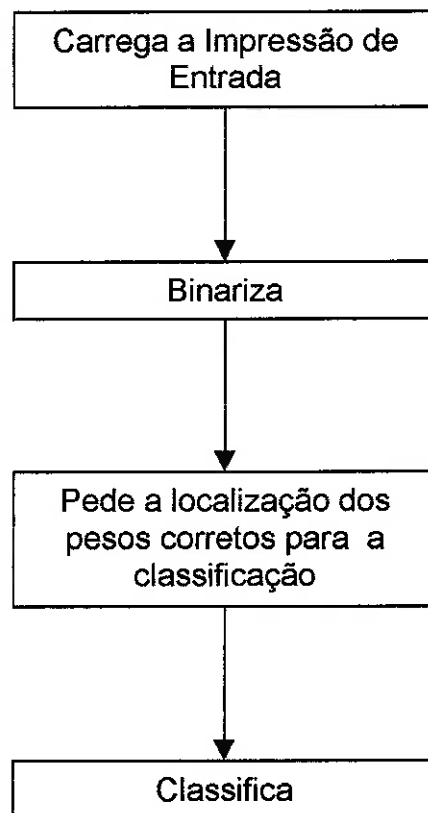 Carrega a Impressão de
Entrada
Binariza
Pede a localização dos
pesos corretos para a
classificação
Classifica